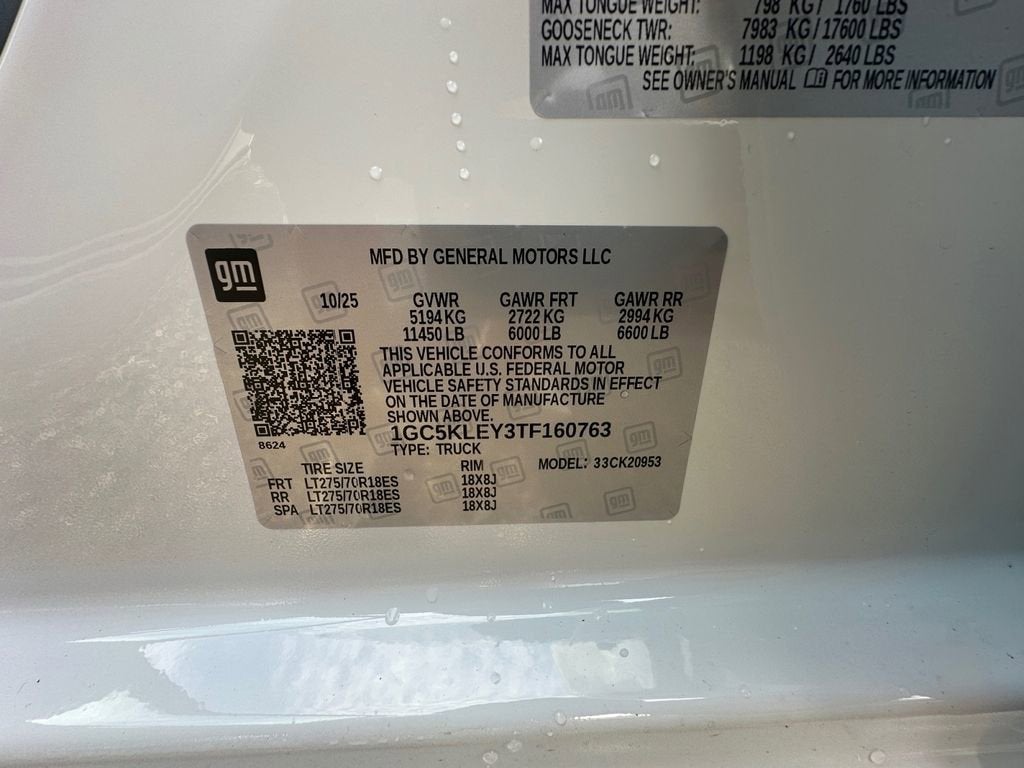 MAX TONGUE WEIGHT: 798 KG / 1760 LBS
GOOSENECK TWR: 7983 KG / 17600 LBS
MAX TONGUE WEIGHT: 1198 KG / 2640 LBS
SEE OWNER'S MANUAL FOR MORE INFORMATION
gm
MFD BY GENERAL MOTORS LLC
10/25 GVWR GAWR FRT GAWR RR
5194 KG 2722 KG 2994 KG
11450 LB 6000 LB 6600 LB
THIS VEHICLE CONFORMS TO ALL
APPLICABLE U.S. FEDERAL MOTOR
VEHICLE SAFETY STANDARDS IN EFFECT
ON THE DATE OF MANUFACTURE
SHOWN ABOVE.
1GC5KLEY3TF160763
8624
TYPE: TRUCK MODEL: 33CK20953
TIRE SIZE RIM
FRT LT275/70R18ES 18X8J
RR LT275/70R18ES 18X8J
SPA LT275/70R18ES 18X8J